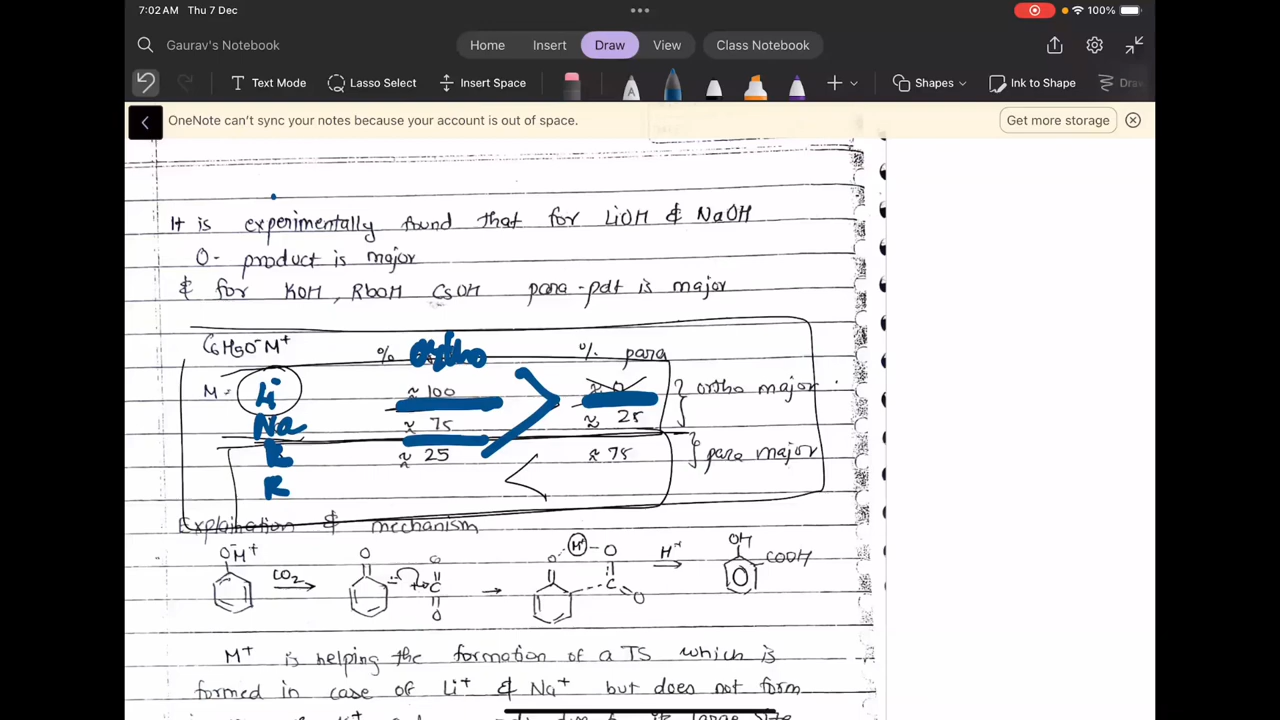 7:02 AM Thu 7 Dec
100%
Gaurav's Notebook
Home Insert Draw View Class Notebook
Text Mode Lasso Select Insert Space Shapes Ink to Shape
OneNote can't sync your notes because your account is out of space. Get more storage
It is experimentally found that for LiOH & NaOH
O- product is major
& for KOH, RbOH CsOH para-pdt is major
C6H5O-M+ % ortho % para
M = Li ≈ 100 ≈ 0 } ortho major
Na ≈ 75 ≈ 25
K ≈ 25 ≈ 75 } para major
R
Explaination & mechanism
O-M+ CO2 O O C O O H+ O C O H+ OH COOH
M+ is helping the formation of a TS which is
formed in case of Li+ & Na+ but does not form